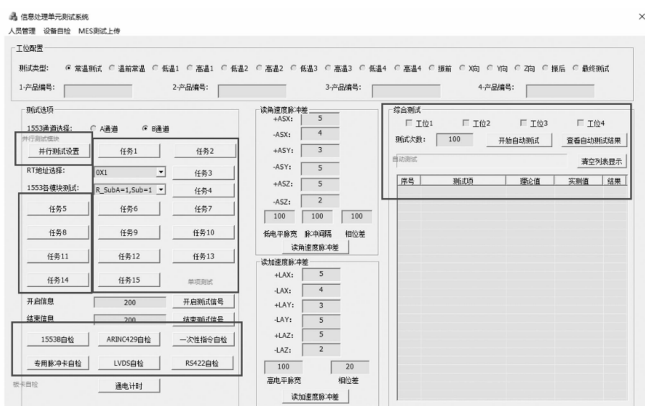 信息处理单元测试系统
人员管理 设备自检 MES测试上传
工位配置
测试类型: 常温测试 温前常温 低温1 高温1 低温2 高温2 低温3 高温3 低温4 高温4 振前 X向 Y向 Z向 振后 最终测试
1-产品编号: 2-产品编号: 3-产品编号: 4-产品编号:
测试选项
1553通道选择: A通道 B通道
并行测试模块
并行测试设置 任务1 任务2
RT地址选择: 0X1 任务3
1553各模块测试: R_SubA=1,Sub=1 任务4
任务5 任务6 任务7
任务8 任务9 任务10
任务11 任务12 任务13
任务14 任务15 单项测试
开启信息 200 开启测试信号
结束信息 200 结束测试信号
1553B自检 ARINC429自检 一次性指令自检
专用脉冲卡自检 LVDS自检 RS422自检
板卡自检 通电计时
读角速度脉冲差
+ASX: 5
-ASX: 4
+ASY: 3
-ASY: 5
+ASZ: 5
-ASZ: 2
100 100 100
低电平脉宽 脉冲间隔 相位差
读角速度脉冲差
读加速度脉冲差
+LAX: 5
-LAX: 4
+LAY: 3
-LAY: 5
+LAZ: 5
-LAZ: 2
100 20
高电平脉宽 相位差
读加速度脉冲差
综合测试
工位1 工位2 工位3 工位4
测试次数: 100 开始自动测试 查看自动测试结果
自动测试 清空列表显示
序号 测试项 理论值 实测值 结果